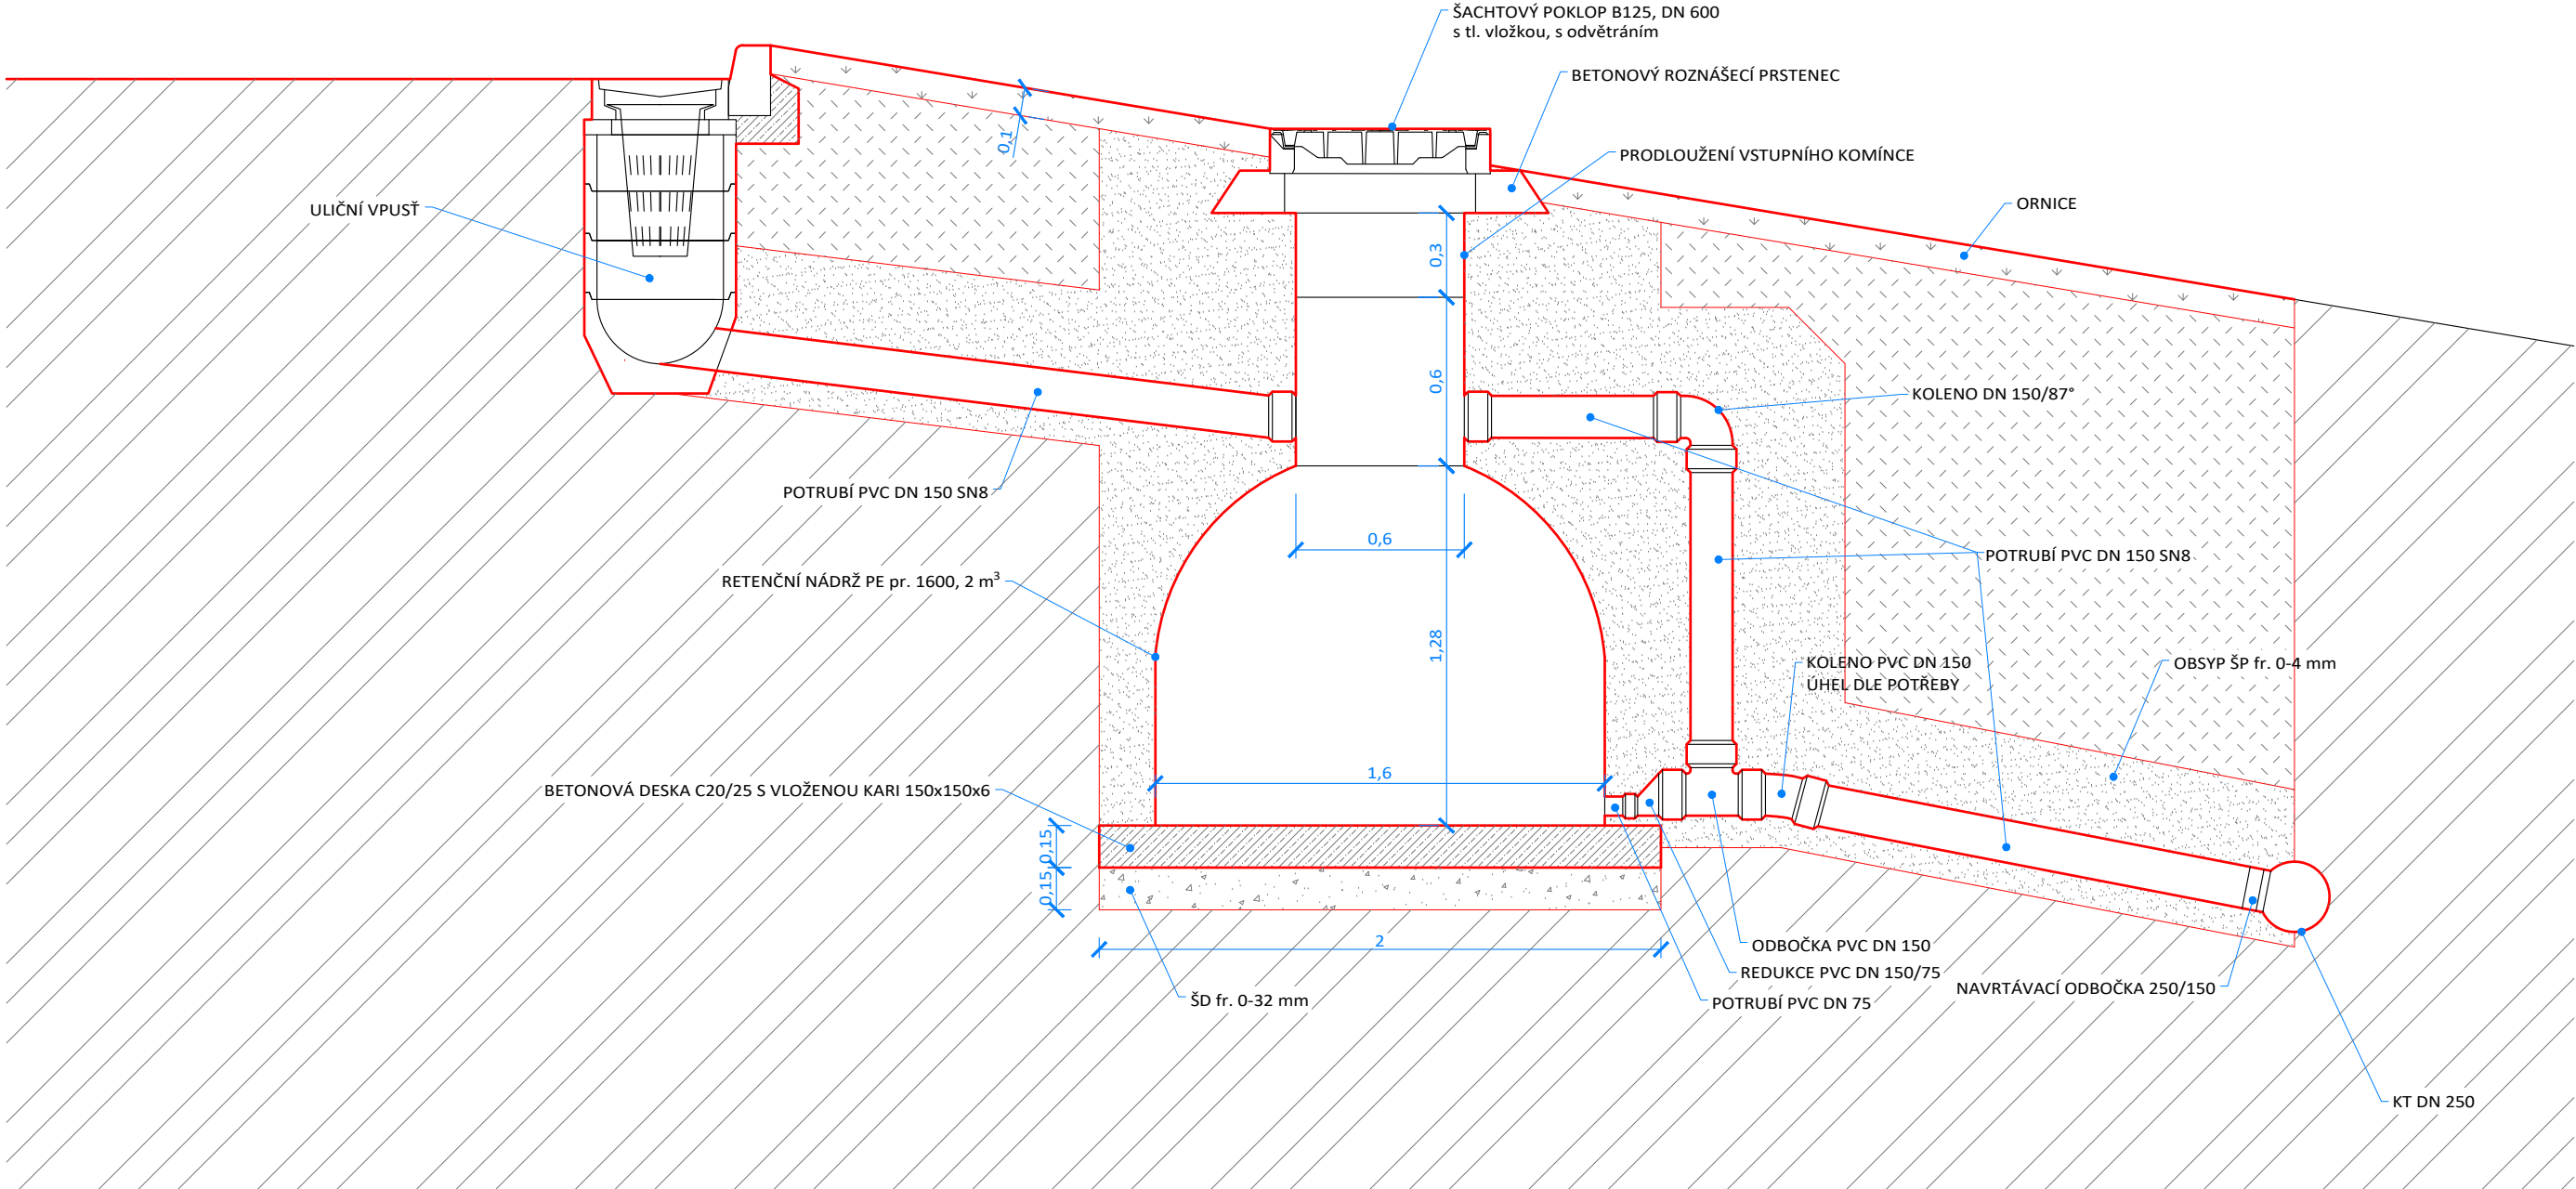 ŠACHTOVÝ POKLOP B125, DN 600
s tl. vložkou, s odvětráním
BETONOVÝ ROZNÁŠECÍ PRSTENEC
0,1
PRODLOUŽENÍ VSTUPNÍHO KOMÍNCE
ULIČNÍ VPUSŤ
ORNICE
0,3
0,6
KOLENO DN 150/87°
POTRUBÍ PVC DN 150 SN8
0,6
POTRUBÍ PVC DN 150 SN8
RETENČNÍ NÁDRŽ PE pr. 1600, 2 m³
1,28
KOLENO PVC DN 150
ÚHEL DLE POTŘEBY
OBSYP ŠP fr. 0-4 mm
1,6
BETONOVÁ DESKA C20/25 S VLOŽENOU KARI 150x150x6
0,15
0,15
2
ODBOČKA PVC DN 150
REDUKCE PVC DN 150/75
NAVRTÁVACÍ ODBOČKA 250/150
ŠD fr. 0-32 mm
POTRUBÍ PVC DN 75
KT DN 250